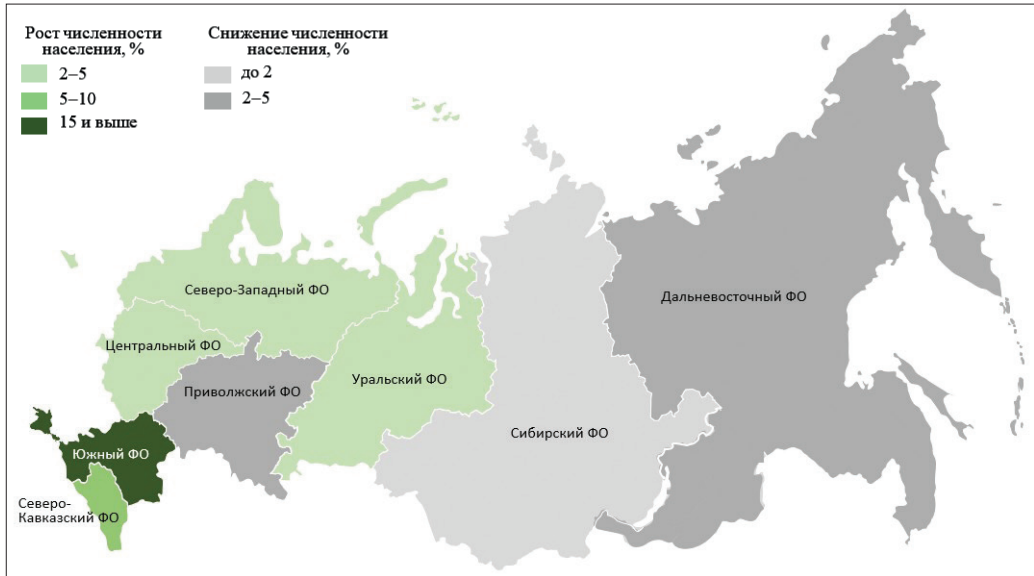 Рост численности
населения, %
2–5
5–10
15 и выше
Снижение численности
населения, %
до 2
2–5
Северо-Западный ФО
Дальневосточный ФО
Центральный ФО
Приволжский ФО
Уральский ФО
Сибирский ФО
Южный ФО
Северо-
Кавказский ФО